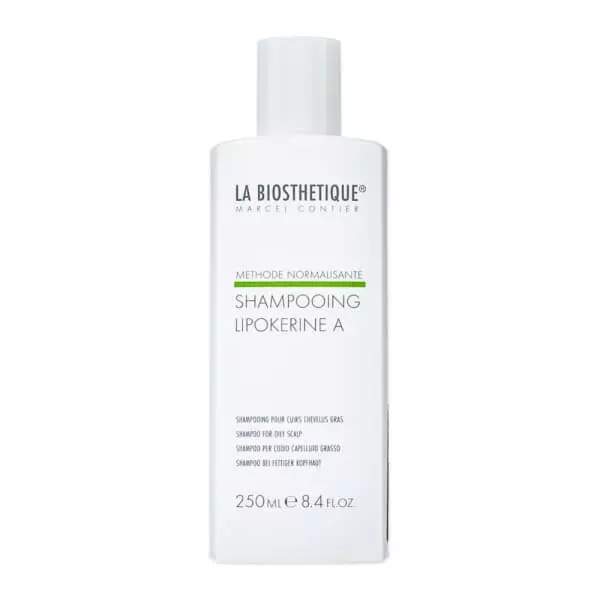 LA BIOSTHETIQUE®
MARCEL CONTIER
METHODE NORMALISANTE
SHAMPOOING
LIPOKERINE A
SHAMPOOING POUR CUIRS CHEVELUS GRAS
SHAMPOO FOR OILY SCALP
SHAMPOO PER CUOIO CAPELLUTO GRASSO
SHAMPOO BEI FETTIGER KOPFHAUT
250 ML ℮ 8.4 FL.OZ.